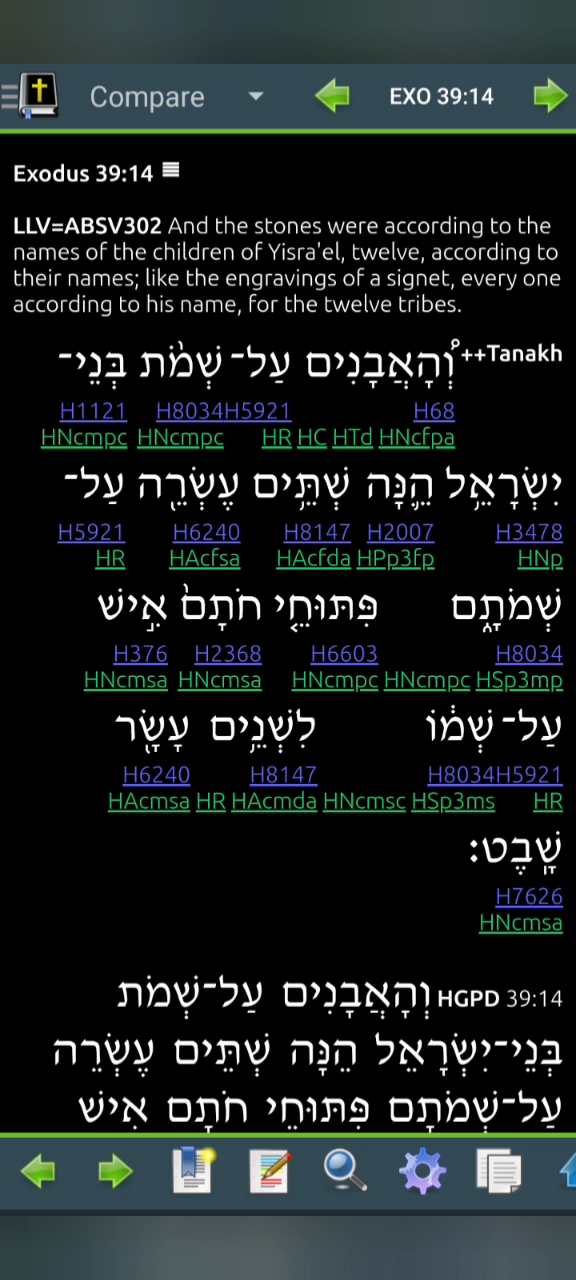 Compare EXO 39:14
Exodus 39:14
LLV=ABSV302 And the stones were according to the
names of the children of Yisra'el, twelve, according to
their names; like the engravings of a signet, every one
according to his name, for the twelve tribes.
++Tanakh וְ֠הָאֲבָנִים עַל־ שְׁמֹ֨ת בְּנֵי־
H1121 H8034H5921 H68
HNcmpc HNcmpc HR HC HTd HNcfpa
יִשְׂרָאֵ֥ל הֵ֛נָּה שְׁתֵּ֥ים עֶשְׂרֵ֖ה עַל־
H5921 H6240 H8147 H2007 H3478
HR HAcfsa HAcfda HPp3fp HNp
שְׁמֹתָ֑ם פִּתּוּחֵ֤י חֹתָם֙ אִ֣ישׁ
H376 H2368 H6603 H8034
HNcmsa HNcmsa HNcmpc HNcmpc HSp3mp
עַל־ שְׁמ֔וֹ לִשְׁנֵ֥ים עָשָׂ֖ר
H6240 H8147 H8034H5921
HAcmsa HR HAcmda HNcmsc HSp3ms HR
שָֽׁבֶט׃
H7626
HNcmsa
HGPD 39:14 וְהָאֲבָנִים עַל־שְׁמֹת
בְּנֵי־יִשְׂרָאֵל הֵנָּה שְׁתֵּים עֶשְׂרֵה
עַל־שְׁמֹתָם פִּתּוּחֵי חֹתָם אִישׁ